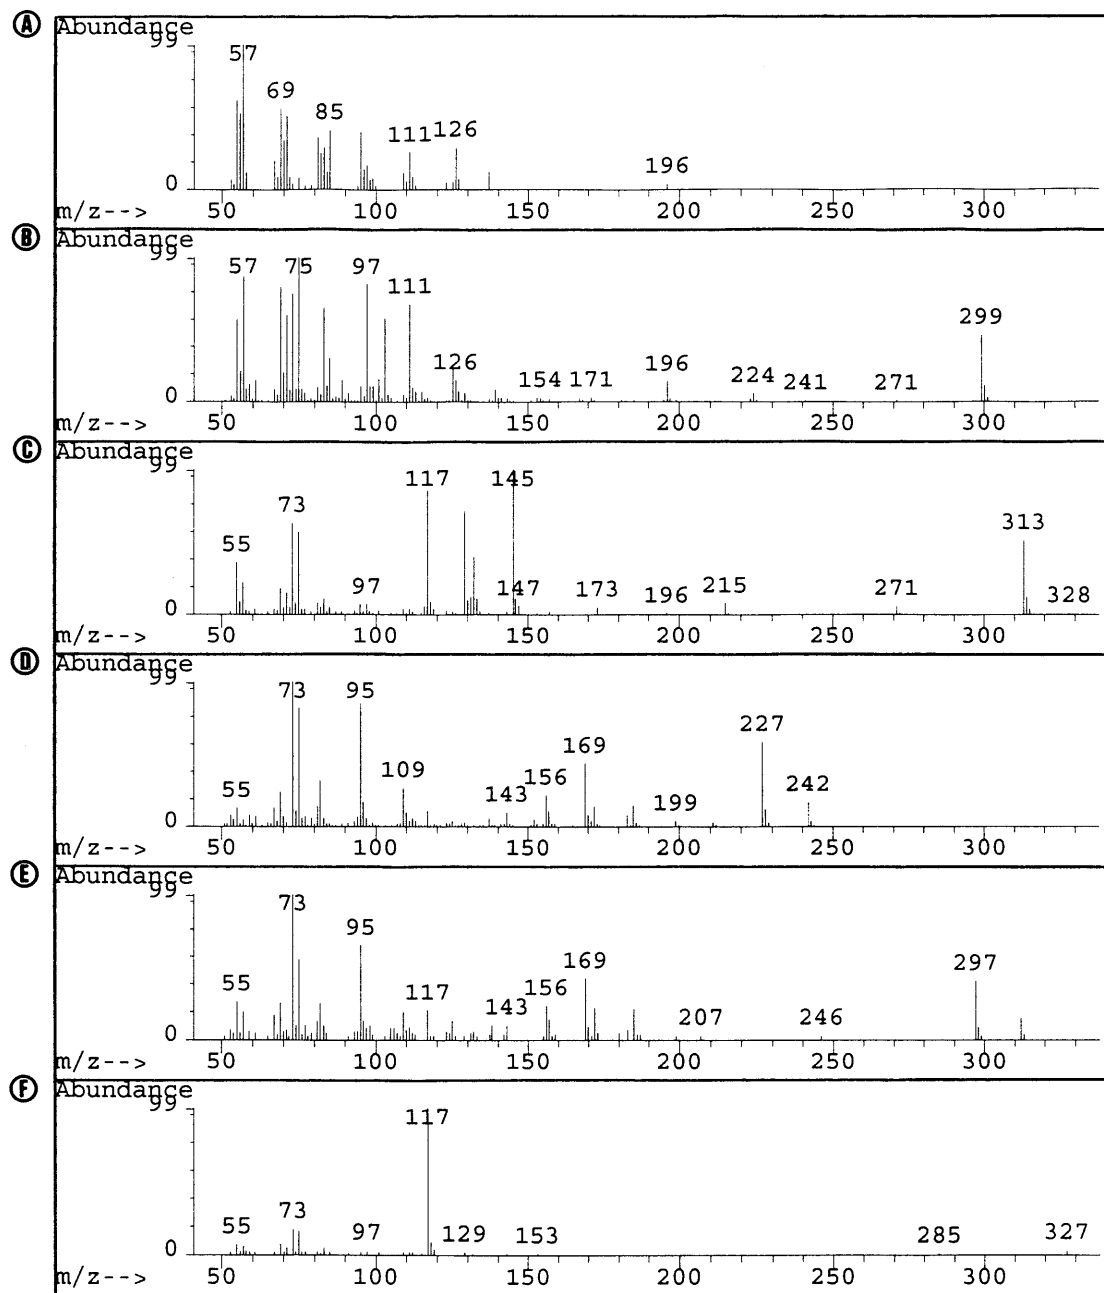 A Abundance
99
57
69
85
111
126
196
0
50 100 150 200 250 300
m/z-->
B Abundance
99
57 75 97
111
299
126
154 171 196 224 241 271
0
50 100 150 200 250 300
m/z-->
C Abundance
99
117 145
73
313
55
97 147 173 196 215 271 328
0
50 100 150 200 250 300
m/z-->
D Abundance
99
73 95
227
169
109
156 242
55 143
199
0
50 100 150 200 250 300
m/z-->
E Abundance
99
73
95
169 297
55 117 156
143
207 246
0
50 100 150 200 250 300
m/z-->
F Abundance
99
117
73
55 97 129 153 285 327
0
50 100 150 200 250 300
m/z-->